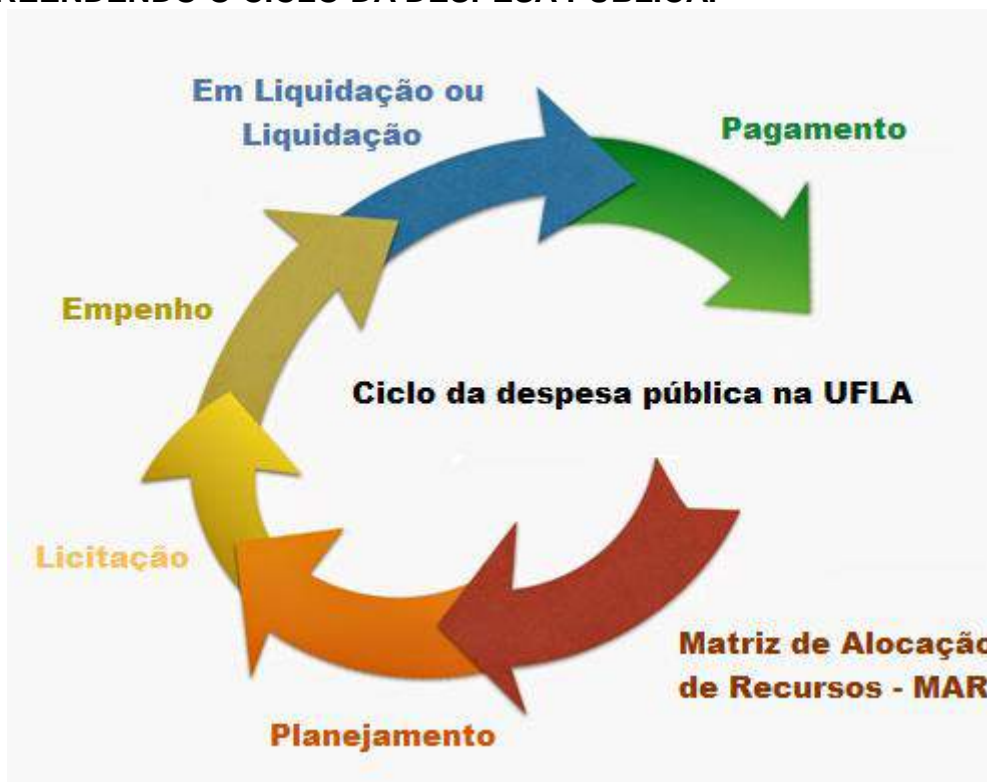 Em Liquidação ou
Liquidação
Pagamento
Empenho
Ciclo da despesa pública na UFLA
Licitação
Matriz de Alocação
de Recursos - MAR
Planejamento